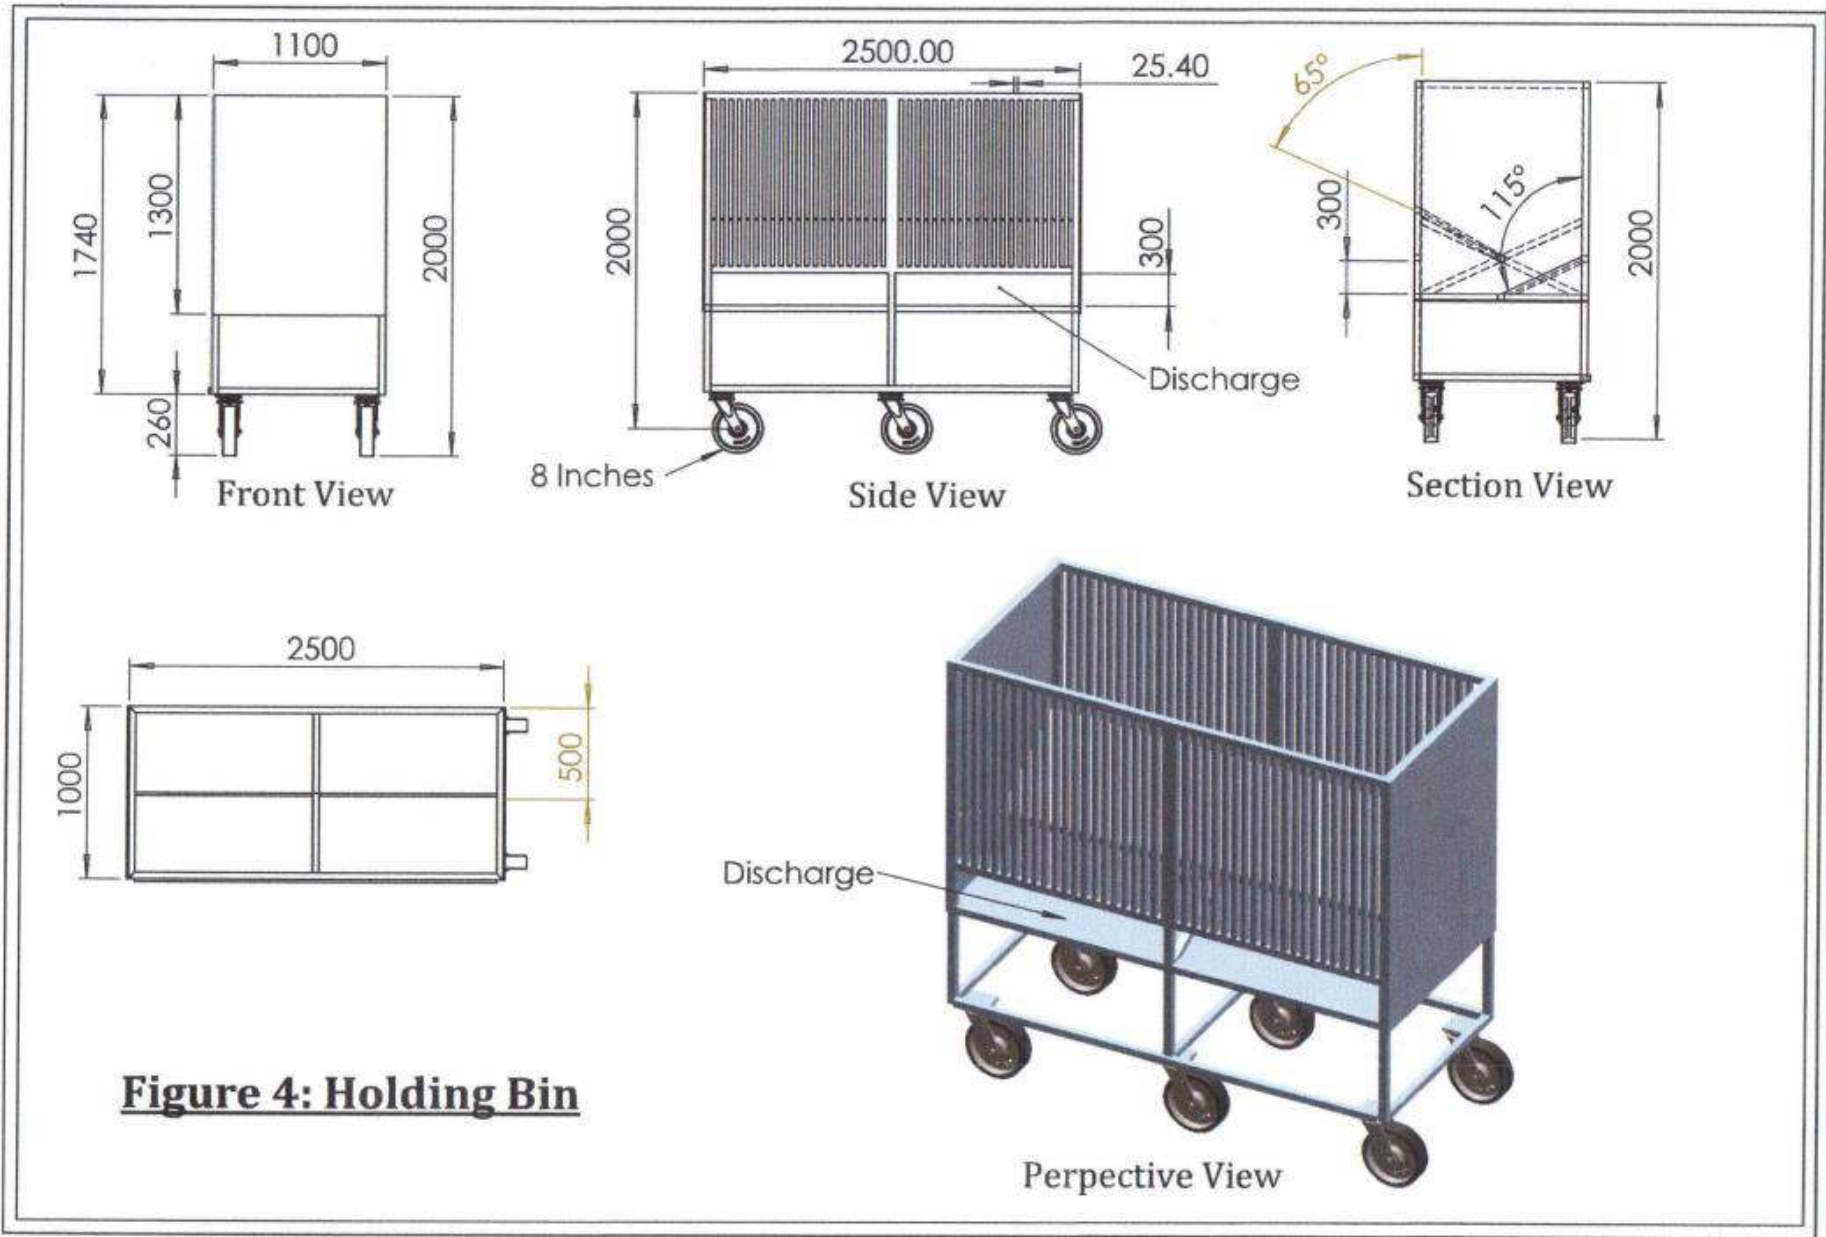 1100
1740
1300
2000
260
Front View
2500.00
25.40
2000
300
Discharge
8 Inches
Side View
65°
115°
300
2000
Section View
2500
1000
500
Discharge
Perpective View
Figure 4: Holding Bin